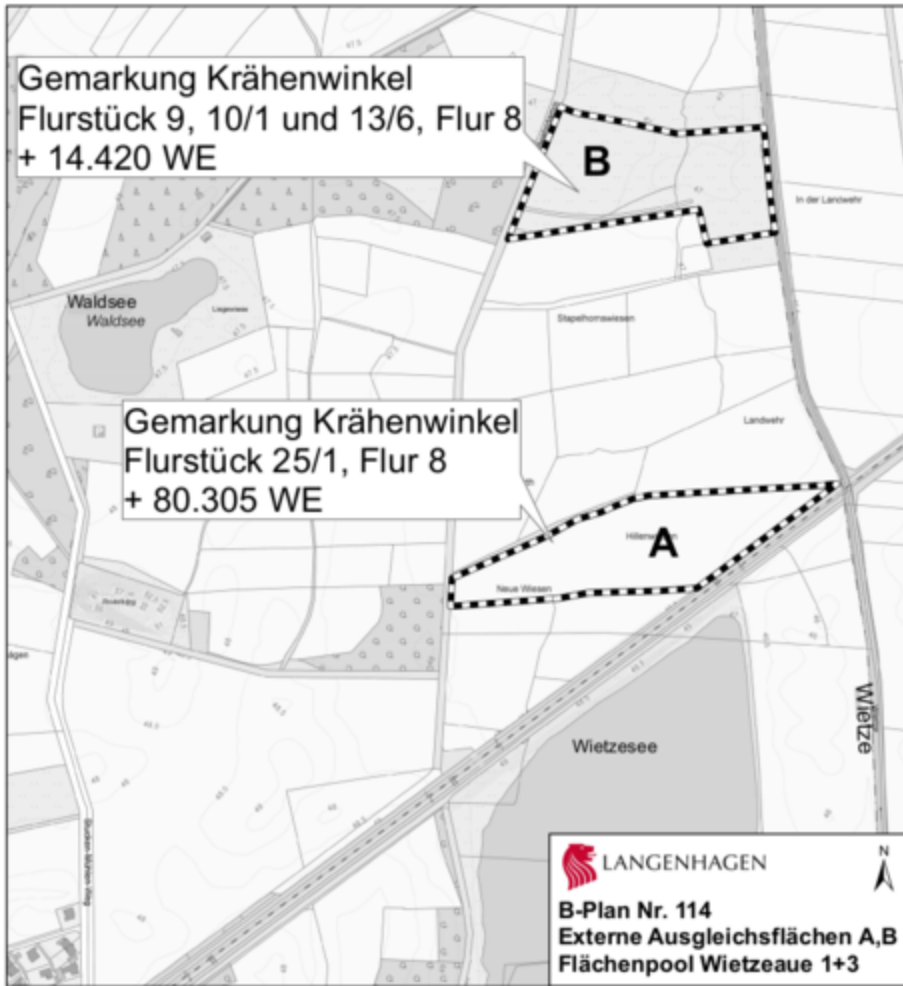 Gemarkung Krähenwinkel
Flurstück 9, 10/1 und 13/6, Flur 8
+ 14.420 WE
B
In der Landwehr
Waldsee
Waldsee
Liegewiese
Stapelhornswiesen
Gemarkung Krähenwinkel
Flurstück 25/1, Flur 8
+ 80.305 WE
Landwehr
A
Neue Wiesen
Wietze
Wietzesee
LANGENHAGEN
N
B-Plan Nr. 114
Externe Ausgleichsflächen A,B
Flächenpool Wietzeaue 1+3